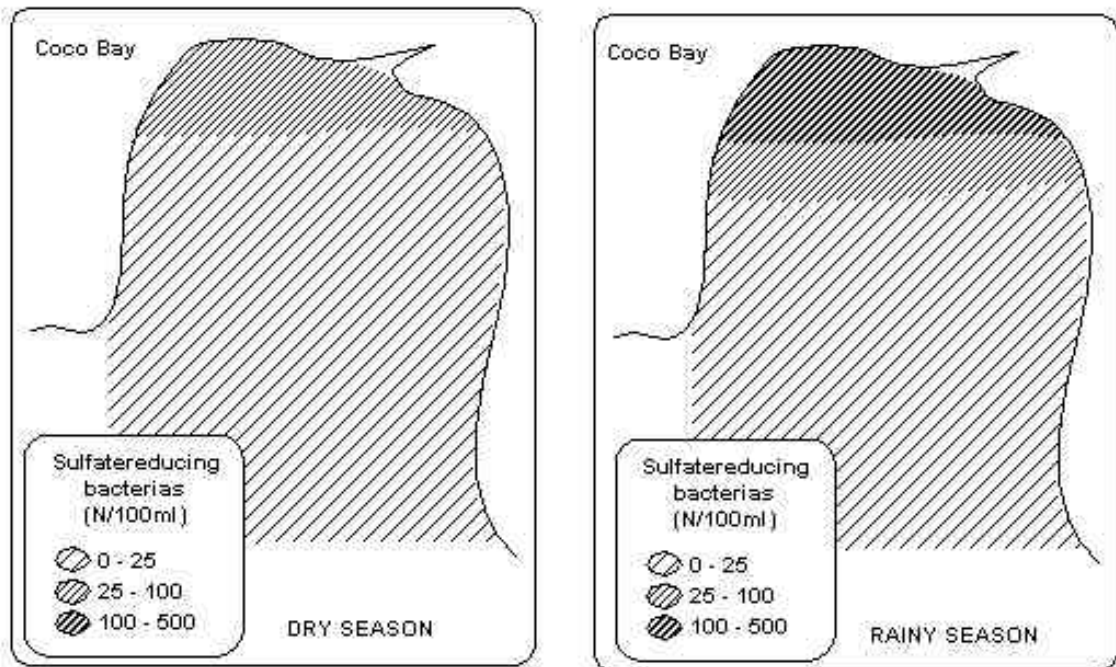 Coco Bay
Sulfatereducing
bacterias
(N/100ml)
0 - 25
25 - 100
100 - 500
DRY SEASON
Coco Bay
Sulfatereducing
bacterias
(N/100ml)
0 - 25
25 - 100
100 - 500
RAINY SEASON